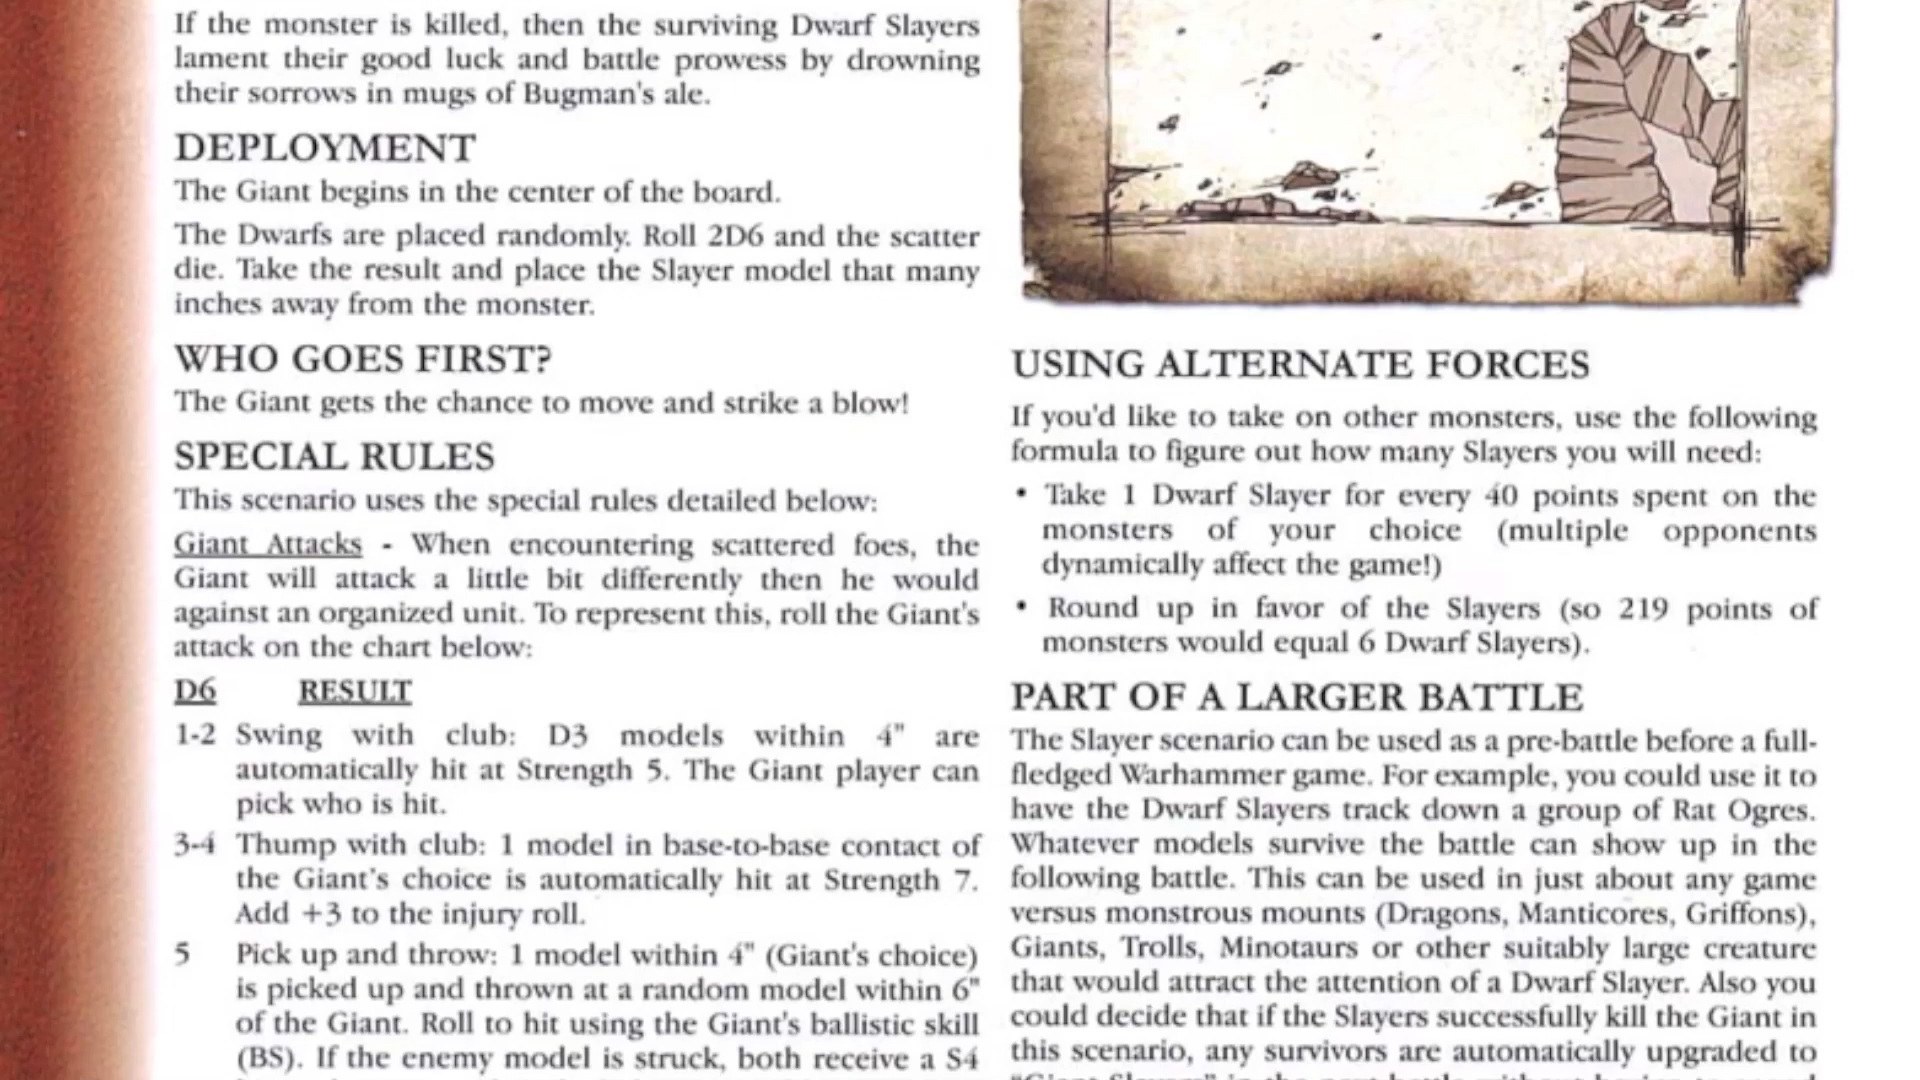 If the monster is killed, then the surviving Dwarf Slayers
lament their good luck and battle prowess by drowning
their sorrows in mugs of Bugman's ale.
DEPLOYMENT
The Giant begins in the center of the board.
The Dwarfs are placed randomly. Roll 2D6 and the scatter
die. Take the result and place the Slayer model that many
inches away from the monster.
WHO GOES FIRST?
The Giant gets the chance to move and strike a blow!
SPECIAL RULES
This scenario uses the special rules detailed below:
Giant Attacks - When encountering scattered foes, the
Giant will attack a little bit differently then he would
against an organized unit. To represent this, roll the Giant's
attack on the chart below:
D6 RESULT
1-2 Swing with club: D3 models within 4" are
automatically hit at Strength 5. The Giant player can
pick who is hit.
3-4 Thump with club: 1 model in base-to-base contact of
the Giant's choice is automatically hit at Strength 7.
Add +3 to the injury roll.
5 Pick up and throw: 1 model within 4" (Giant's choice)
is picked up and thrown at a random model within 6"
of the Giant. Roll to hit using the Giant's ballistic skill
(BS). If the enemy model is struck, both receive a S4
USING ALTERNATE FORCES
If you'd like to take on other monsters, use the following
formula to figure out how many Slayers you will need:
• Take 1 Dwarf Slayer for every 40 points spent on the
monsters of your choice (multiple opponents
dynamically affect the game!)
• Round up in favor of the Slayers (so 219 points of
monsters would equal 6 Dwarf Slayers).
PART OF A LARGER BATTLE
The Slayer scenario can be used as a pre-battle before a full-
fledged Warhammer game. For example, you could use it to
have the Dwarf Slayers track down a group of Rat Ogres.
Whatever models survive the battle can show up in the
following battle. This can be used in just about any game
versus monstrous mounts (Dragons, Manticores, Griffons),
Giants, Trolls, Minotaurs or other suitably large creature
that would attract the attention of a Dwarf Slayer. Also you
could decide that if the Slayers successfully kill the Giant in
this scenario, any survivors are automatically upgraded to